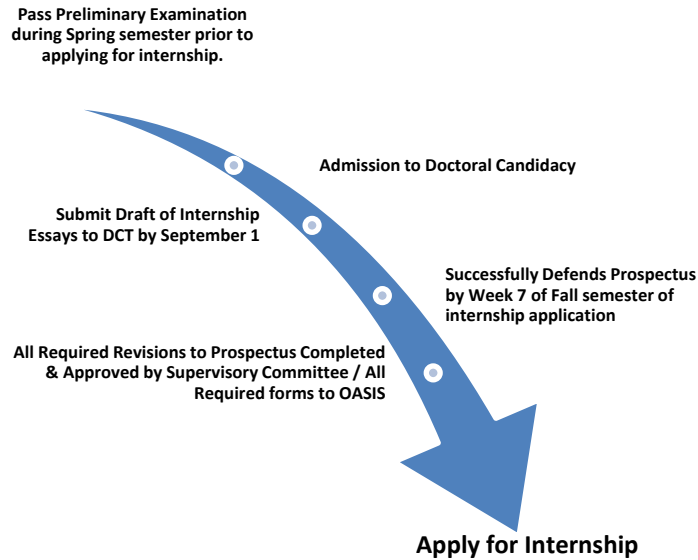 Pass Preliminary Examination
during Spring semester prior to
applying for internship.
Admission to Doctoral Candidacy
Submit Draft of Internship
Essays to DCT by September 1
Successfully Defends Prospectus
by Week 7 of Fall semester of
internship application
All Required Revisions to Prospectus Completed
& Approved by Supervisory Committee / All
Required forms to OASIS
Apply for Internship